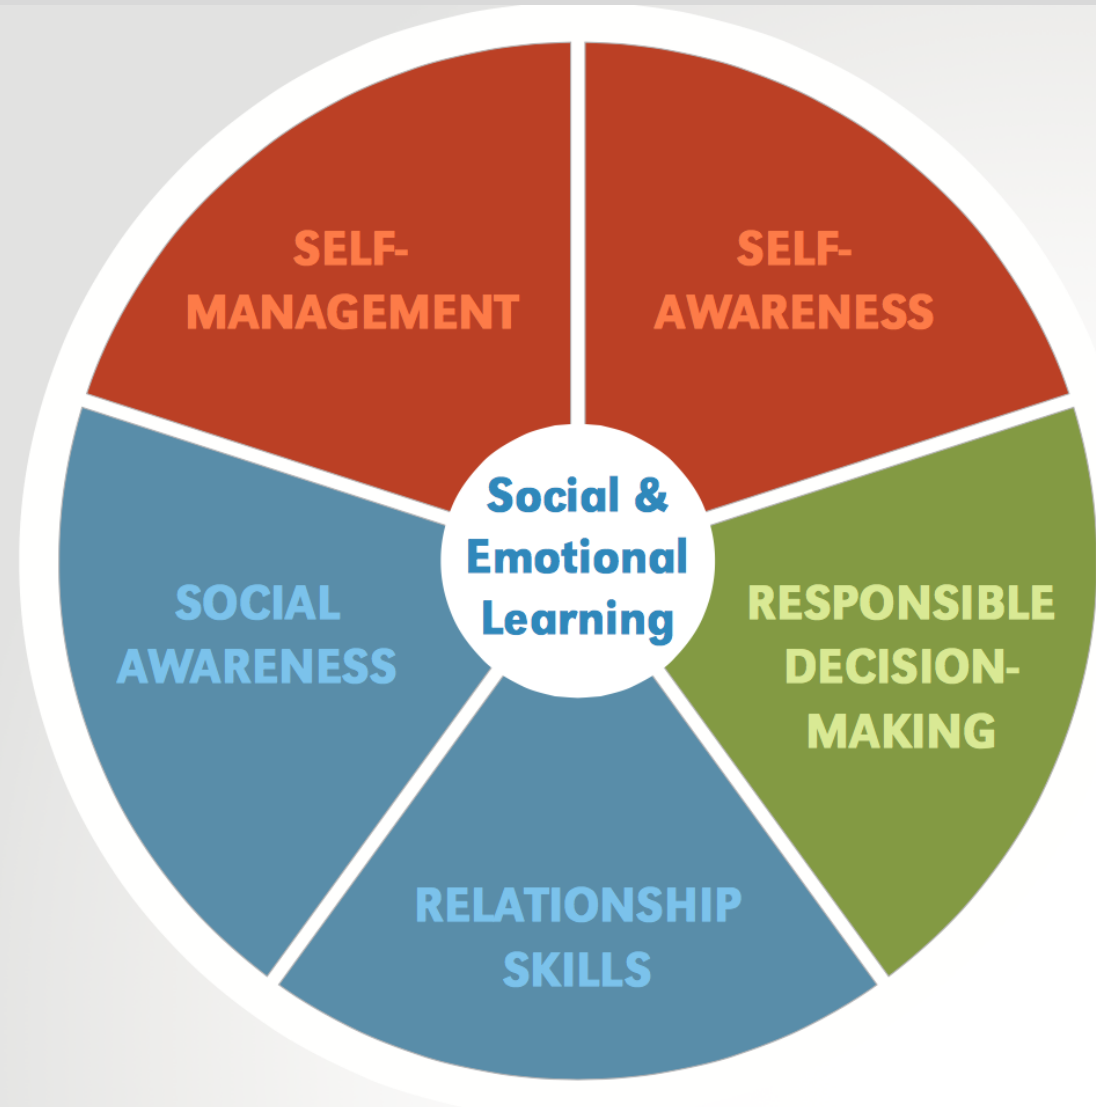 SELF-
MANAGEMENT
SELF-
AWARENESS
Social &
Emotional
Learning
SOCIAL
AWARENESS
RESPONSIBLE
DECISION-
MAKING
RELATIONSHIP
SKILLS